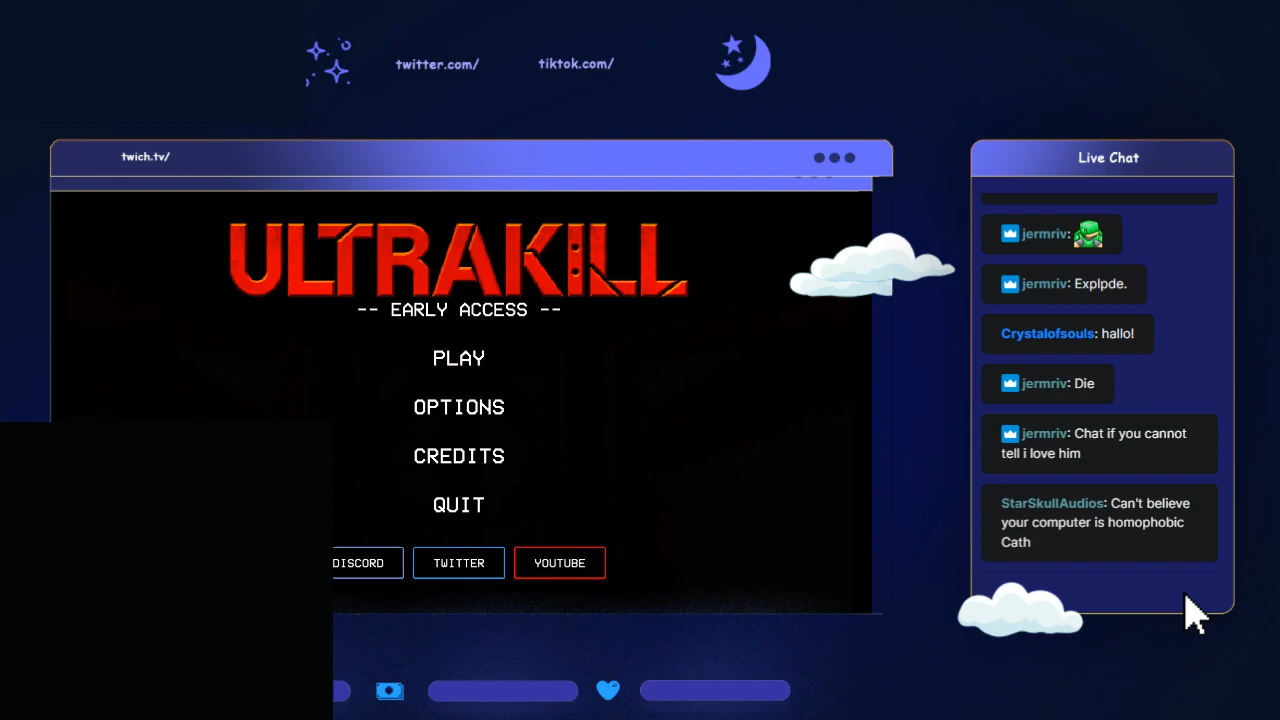 twitter.com/
tiktok.com/
twich.tv/
Live Chat
ULTRAKILL
-- EARLY ACCESS --
PLAY
OPTIONS
CREDITS
QUIT
DISCORD
TWITTER
YOUTUBE
jermriv:
jermriv: Explpde.
Crystalofsouls: hallo!
jermriv: Die
jermriv: Chat if you cannot
tell i love him
StarSkullAudios: Can't believe
your computer is homophobic
Cath